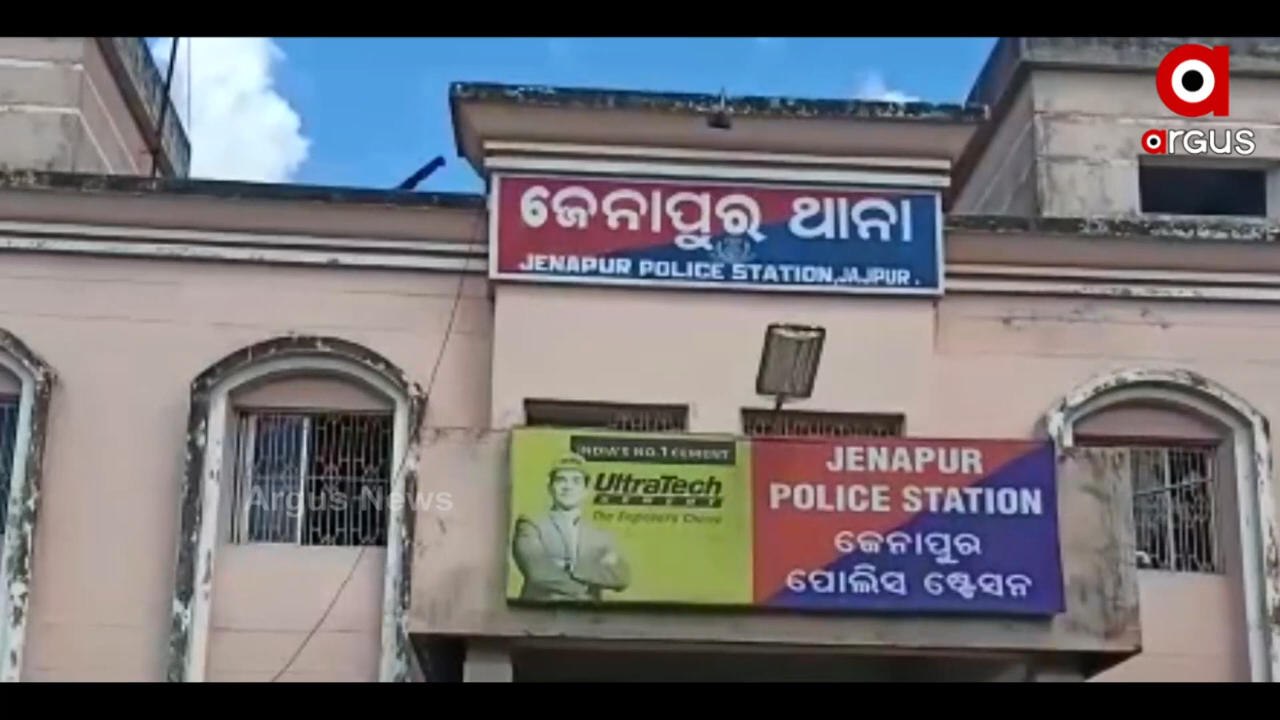 argus
ଜେନାପୁର ଥାନା
JENAPUR POLICE STATION, JAJPUR.
INDIA'S NO.1 CEMENT
UltraTech
CEMENT
The Engineer's Choice
JENAPUR
POLICE STATION
ଜେନାପୁର
ପୋଲିସ ଷ୍ଟେସନ
Argus News